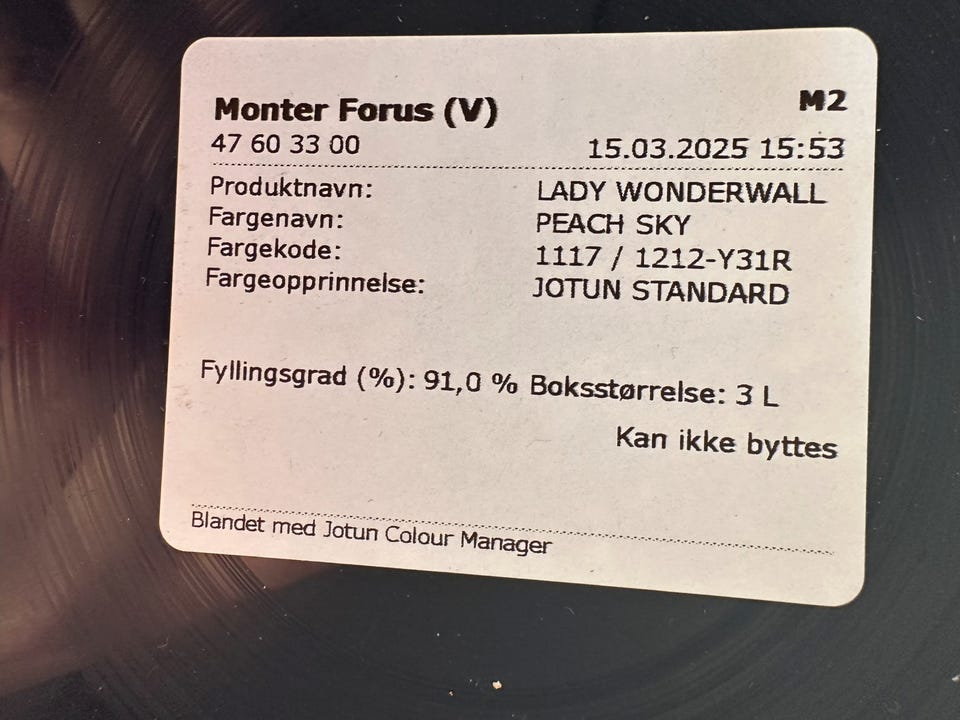 Monter Forus (V) M2
47 60 33 00 15.03.2025 15:53
Produktnavn: LADY WONDERWALL
Fargenavn: PEACH SKY
Fargekode: 1117 / 1212-Y31R
Fargeopprinnelse: JOTUN STANDARD
Fyllingsgrad (%): 91,0 % Boksstørrelse: 3 L
Kan ikke byttes
Blandet med Jotun Colour Manager